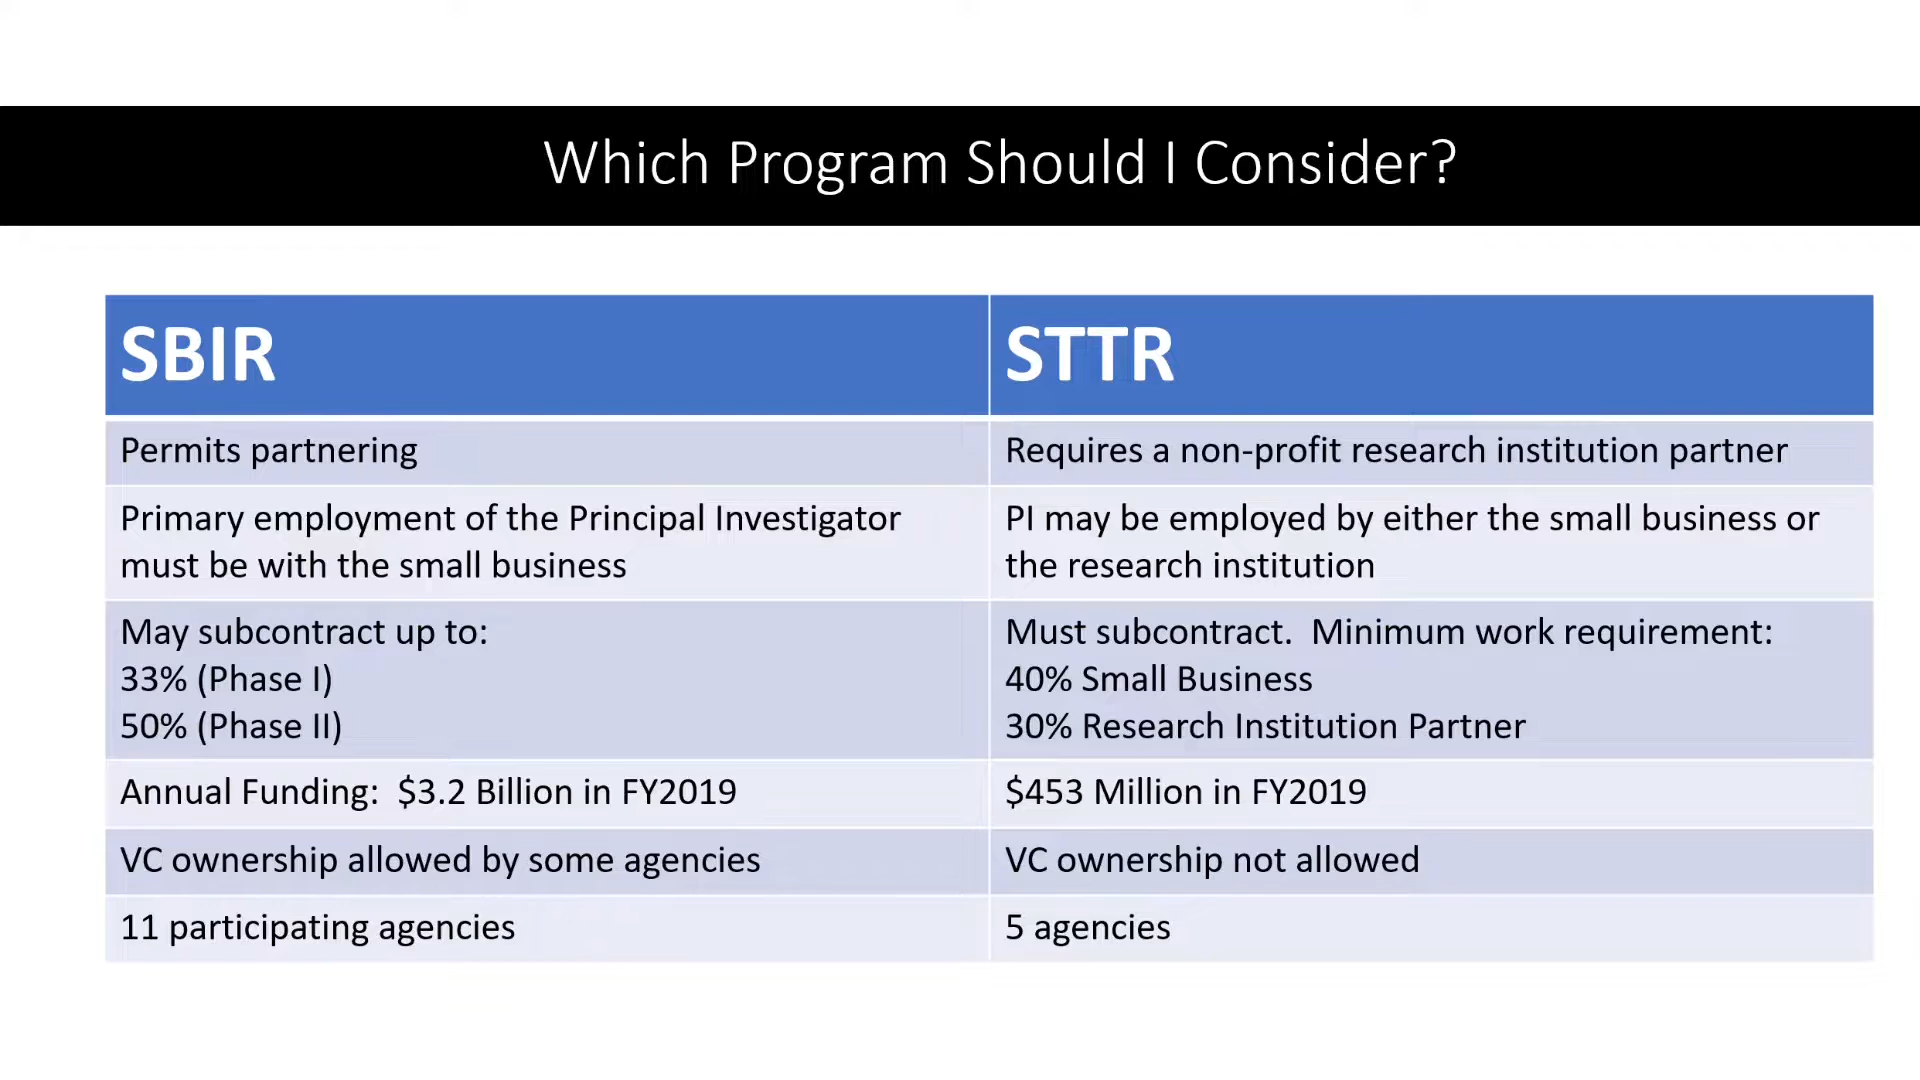 Which Program Should I Consider?
SBIR
STTR
Permits partnering
Requires a non-profit research institution partner
Primary employment of the Principal Investigator
must be with the small business
PI may be employed by either the small business or
the research institution
May subcontract up to:
33% (Phase I)
50% (Phase II)
Must subcontract.  Minimum work requirement:
40% Small Business
30% Research Institution Partner
Annual Funding:  $3.2 Billion in FY2019
$453 Million in FY2019
VC ownership allowed by some agencies
VC ownership not allowed
11 participating agencies
5 agencies